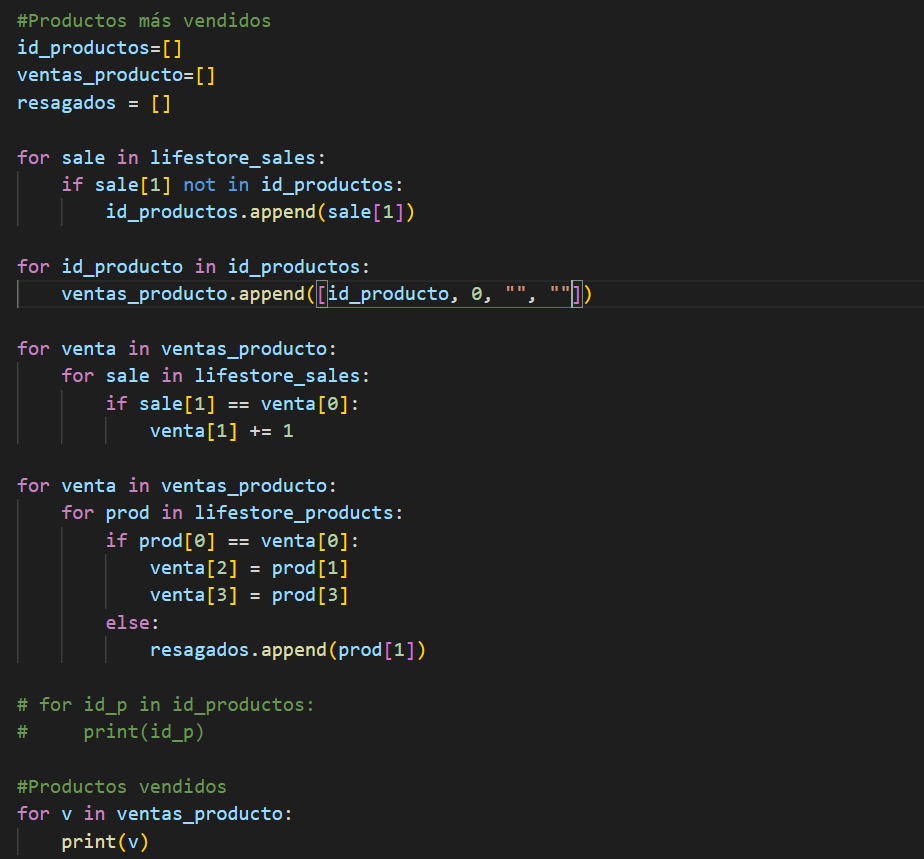 #Productos más vendidos
id_productos=[]
ventas_producto=[]
resagados = []
for sale in lifestore_sales:
    if sale[1] not in id_productos:
        id_productos.append(sale[1])
for id_producto in id_productos:
    ventas_producto.append([id_producto, 0, "", ""])
for venta in ventas_producto:
    for sale in lifestore_sales:
        if sale[1] == venta[0]:
            venta[1] += 1
for venta in ventas_producto:
    for prod in lifestore_products:
        if prod[0] == venta[0]:
            venta[2] = prod[1]
            venta[3] = prod[3]
        else:
            resagados.append(prod[1])
# for id_p in id_productos:
#     print(id_p)
#Productos vendidos
for v in ventas_producto:
    print(v)